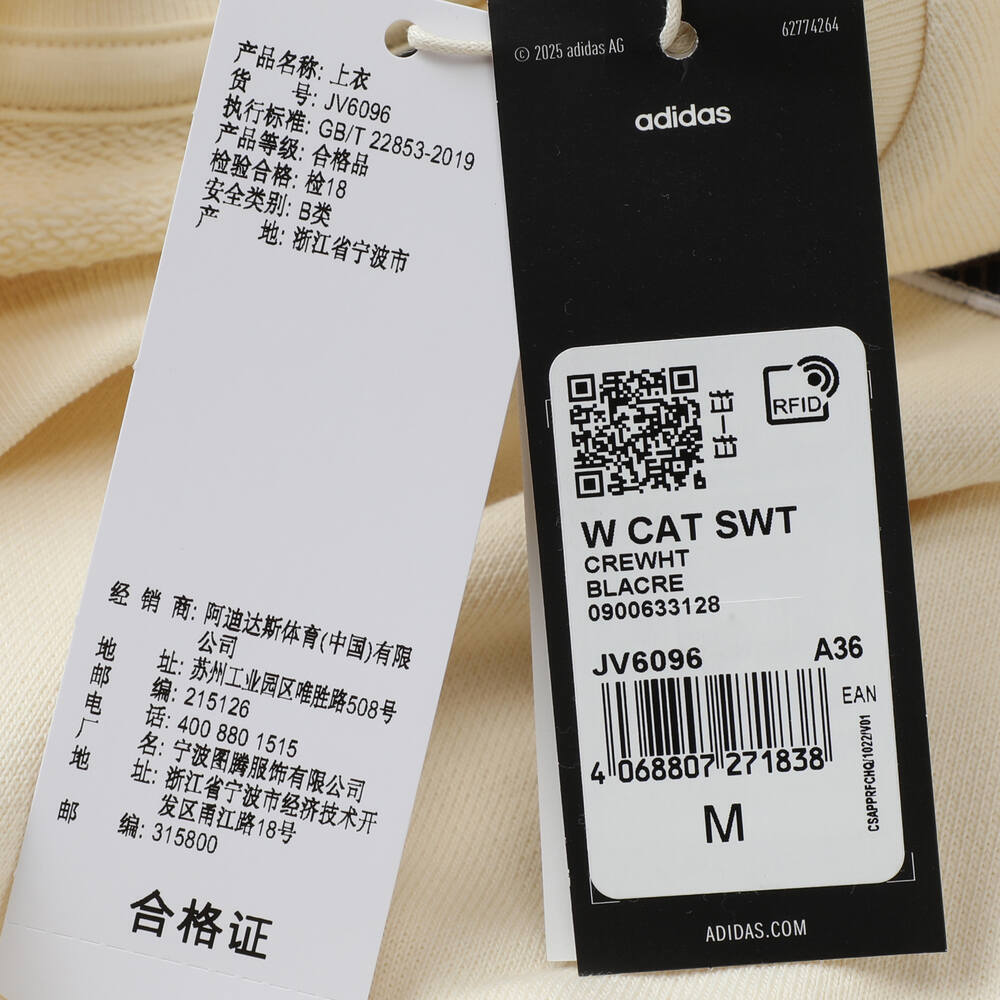 产品名称: 上衣
货 号: JV6096
执行标准: GB/T 22853-2019
产品等级: 合格品
检验合格: 检18
安全类别: B类
产 地: 浙江省宁波市
经 销 商: 阿迪达斯体育(中国)有限
公司
地 址: 苏州工业园区唯胜路508号
邮 编: 215126
电 话: 400 880 1515
厂 名: 宁波图腾服饰有限公司
地 址: 浙江省宁波市经济技术开
发区甬江路18号
邮 编: 315800
合格证
© 2025 adidas AG
62774264
adidas
扫一扫
RFID
W CAT SWT
CREWHT
BLACRE
0900633128
JV6096 A36
EAN
4 068807 271838
CSAPPRFCHQ/1022/V01
M
ADIDAS.COM